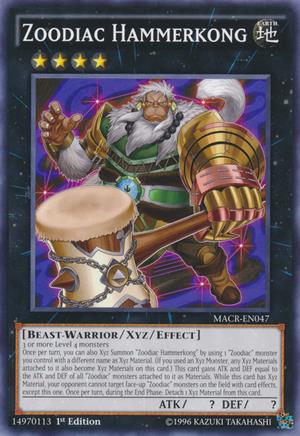 ZOODIAC HAMMERKONG
EARTH
地
MACR-EN047
[BEAST-WARRIOR/XYZ/EFFECT]
3 or more Level 4 monsters
Once per turn, you can also Xyz Summon "Zoodiac Hammerkong" by using 1 "Zoodiac" monster
you control with a different name as Xyz Material. (If you used an Xyz Monster, any Xyz Materials
attached to it also become Xyz Materials on this card.) This card gains ATK and DEF equal to
the ATK and DEF of all "Zoodiac" monsters attached to it as Materials. While this card has Xyz
Material, your opponent cannot target face-up "Zoodiac" monsters on the field with card effects,
except this one. Once per turn, during the End Phase: Detach 1 Xyz Material from this card.
ATK/ ? DEF/ ?
14970113 1st Edition ©1996 KAZUKI TAKAHASHI